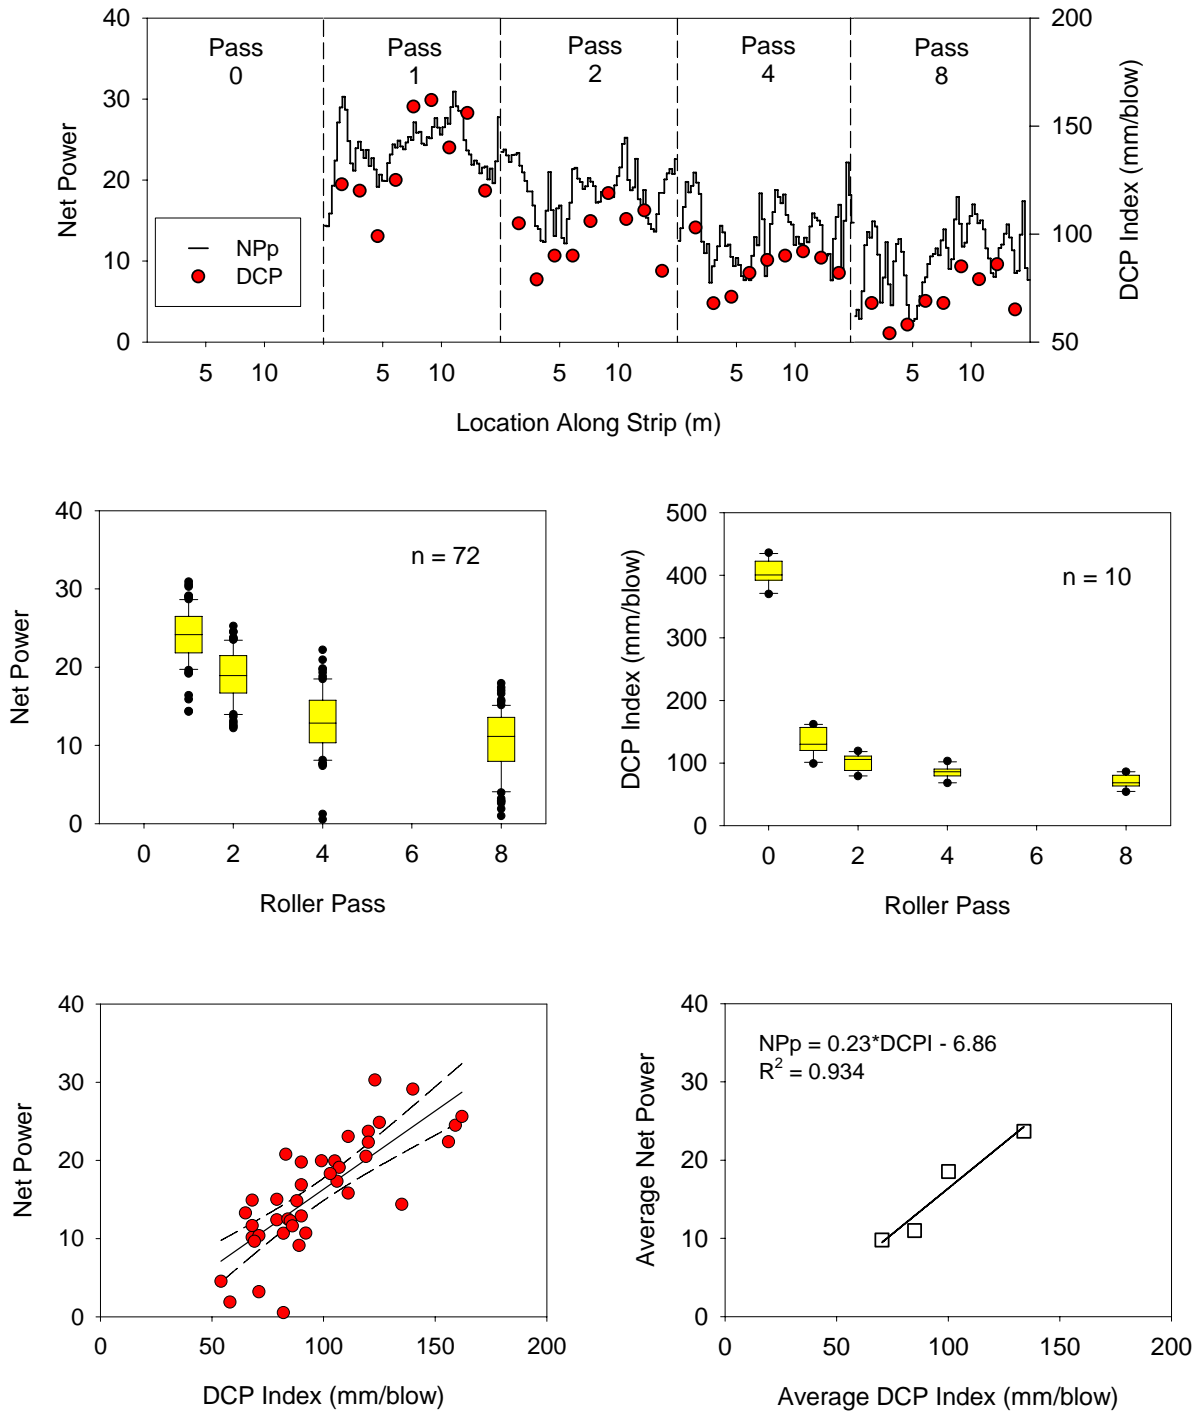 40
30
20
10
0
Net Power
Pass
0
Pass
1
Pass
2
Pass
4
Pass
8
NPp
DCP
200
150
100
50
DCP Index (mm/blow)
5 10 5 10 5 10 5 10 5 10
Location Along Strip (m)
40
30
20
10
0
Net Power
n = 72
0 2 4 6 8
Roller Pass
500
400
300
200
100
0
DCP Index (mm/blow)
n = 10
0 2 4 6 8
Roller Pass
40
30
20
10
0
Net Power
0 50 100 150 200
DCP Index (mm/blow)
40
30
20
10
0
Average Net Power
NPp = 0.23*DCPI - 6.86
R² = 0.934
0 50 100 150 200
Average DCP Index (mm/blow)